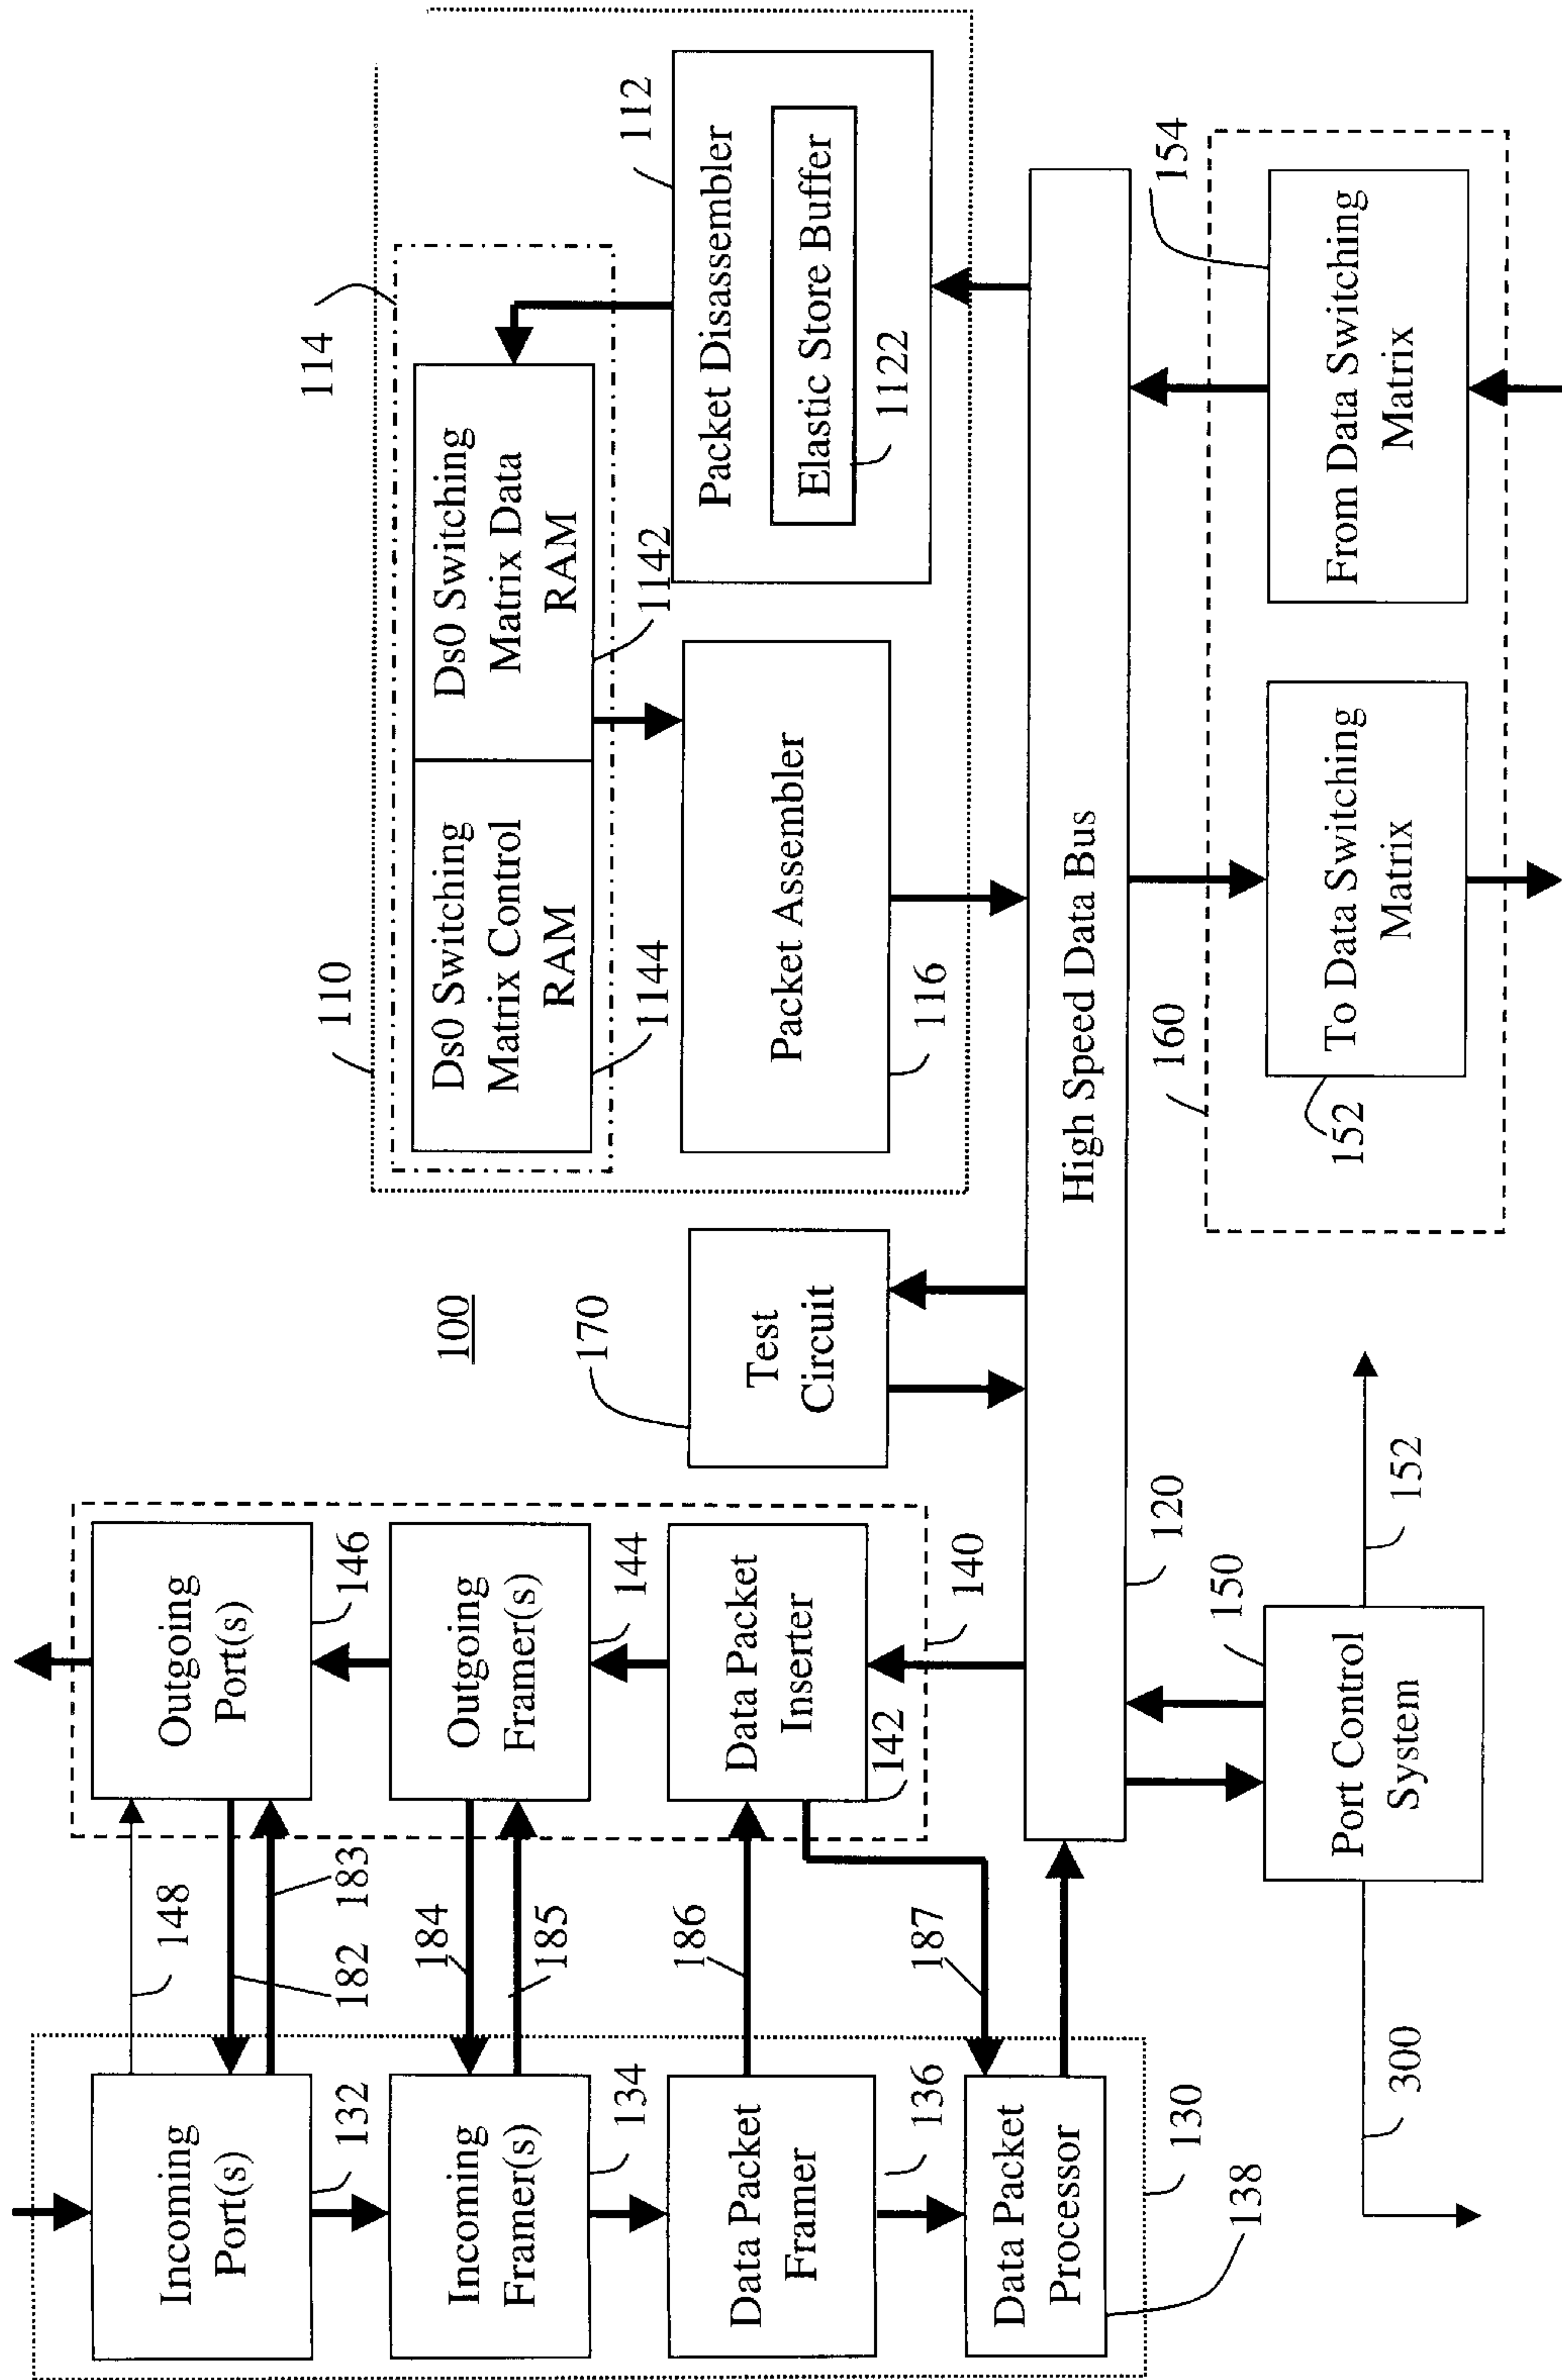 Incoming
Port(s)
132
Incoming
Framer(s)
134
Data Packet
Framer
136
Data Packet
Processor
138
130
148
182
183
184
185
186
187
Outgoing
Port(s)
146
Outgoing
Framer(s)
144
Data Packet
Inserter
142
140
100
170
Test
Circuit
110
114
Ds0 Switching
Matrix Control
RAM
1144
Ds0 Switching
Matrix Data
RAM
1142
Packet Assembler
116
112
Packet Disassembler
Elastic Store Buffer
1122
High Speed Data Bus
120
150
Port Control
System
300
152
160
To Data Switching
Matrix
152
154
From Data Switching
Matrix